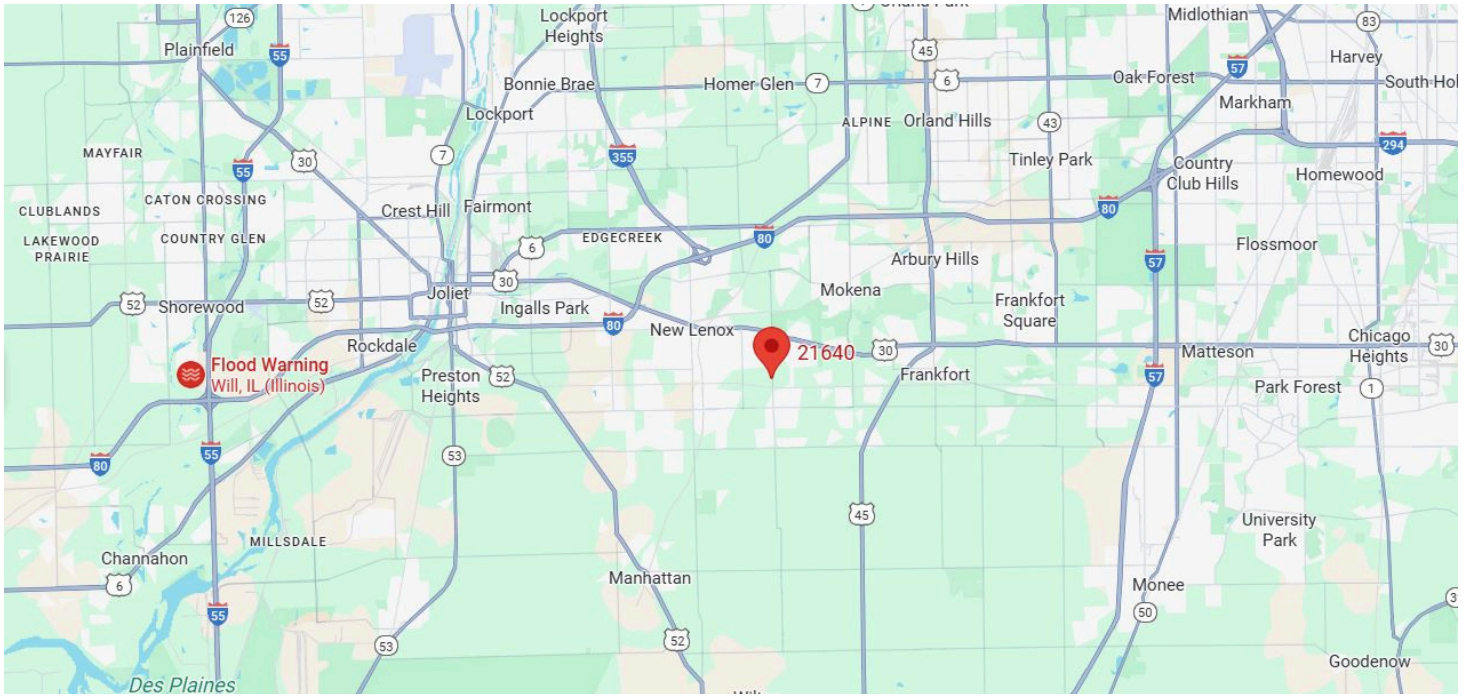 126
Plainfield
55
Lockport
Heights
Bonnie Brae
Lockport
Homer Glen
7
45
6
Midlothian
83
Harvey
57
Oak Forest
Markham
MAYFAIR
30
7
55
355
ALPINE
Orland Hills
43
Tinley Park
294
Country
Club Hills
Homewood
CATON CROSSING
CLUBLANDS
COUNTRY GLEN
LAKEWOOD
PRAIRIE
Crest Hill
Fairmont
6
EDGECREEK
80
80
Flossmoor
57
Arbury Hills
52
Shorewood
52
Joliet
30
Ingalls Park
80
New Lenox
Mokena
Frankfort
Square
Rockdale
21640
30
Frankfort
Matteson
Chicago
Heights
30
Flood Warning
Will, IL (Illinois)
Preston
Heights
52
57
Park Forest
1
80
55
53
45
University
Park
MILLSDALE
Channahon
6
55
Manhattan
Monee
50
53
52
Goodenow
Des Plaines